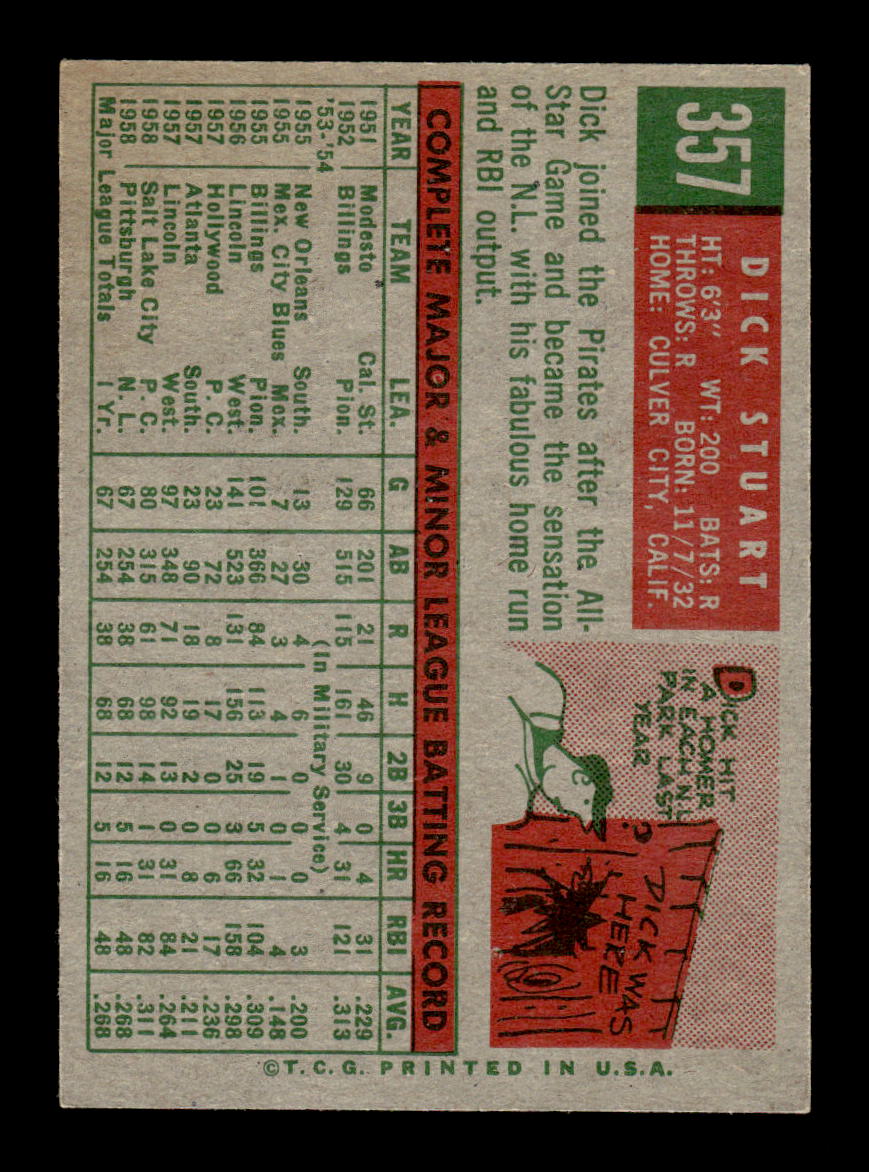 357
DICK STUART
HT: 6'3" WT: 200 BATS: R
THROWS: R BORN: 11/7/32
HOME: CULVER CITY, CALIF.
Dick joined the Pirates after the All-
Star Game and became the sensation
of the N.L. with his fabulous home run
and RBI output.
DICK HIT
A HOMER
IN EACH N.L.
PARK LAST
YEAR
?
DICK WAS
HERE
COMPLETE MAJOR & MINOR LEAGUE BATTING RECORD
YEAR TEAM LEA. G AB R H 2B 3B HR RBI AVG.
1951 Modesto Cal. St. 66 201 21 46 9 0 4 31 .229
1952 Billings Pion. 129 515 115 161 30 4 31 121 .313
'53-'54 (In Military Service)
1955 New Orleans South. 13 30 4 6 0 0 0 3 .200
1955 Mex. City Blues Mex. 7 27 3 4 1 0 1 4 .148
1955 Billings Pion. 101 366 84 113 19 5 32 104 .309
1956 Lincoln West. 141 523 131 156 25 3 66 158 .298
1957 Hollywood P.C. 23 72 8 17 0 0 6 17 .236
1957 Atlanta South. 23 90 18 19 2 0 8 21 .211
1957 Lincoln West. 97 348 71 92 13 0 31 84 .264
1958 Salt Lake City P.C. 80 315 61 98 14 1 31 82 .311
1958 Pittsburgh N.L. 67 254 38 68 12 5 16 48 .268
Major League Totals 1 Yr. 67 254 38 68 12 5 16 48 .268
©T.C.G. PRINTED IN U.S.A.